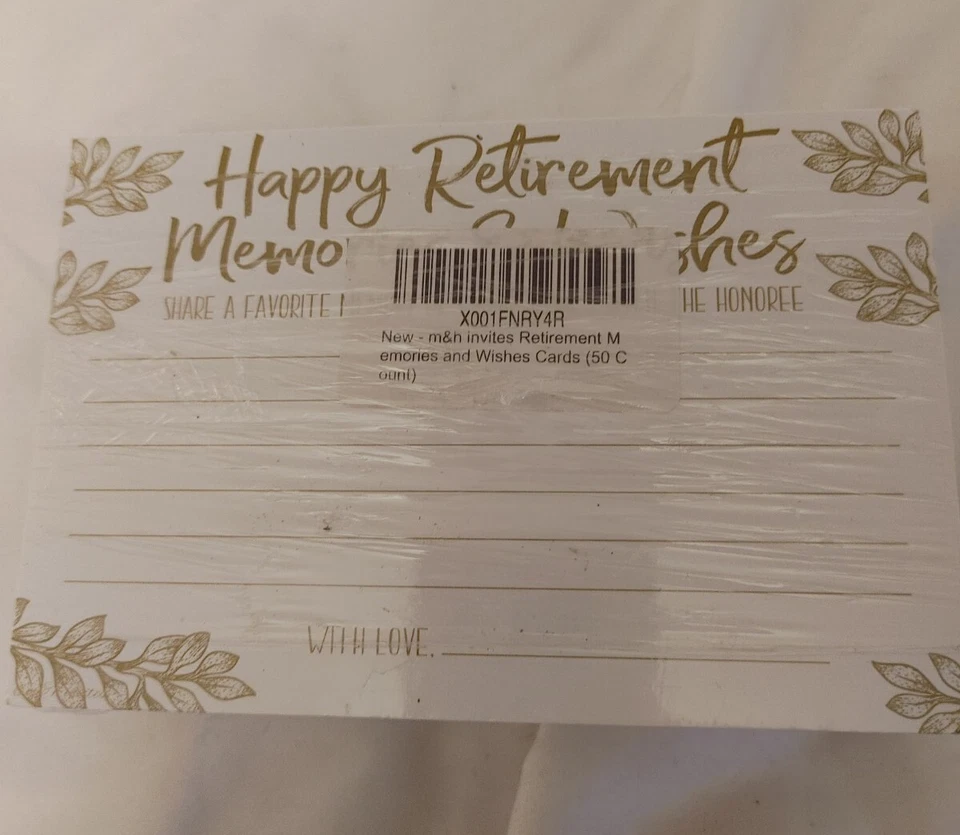 Happy Retirement
Memo shes
SHARE A FAVORITE HE HONOREE
X001FNRY4R
New - m&h invites Retirement M
emories and Wishes Cards (50 C
ount)
WITH LOVE,